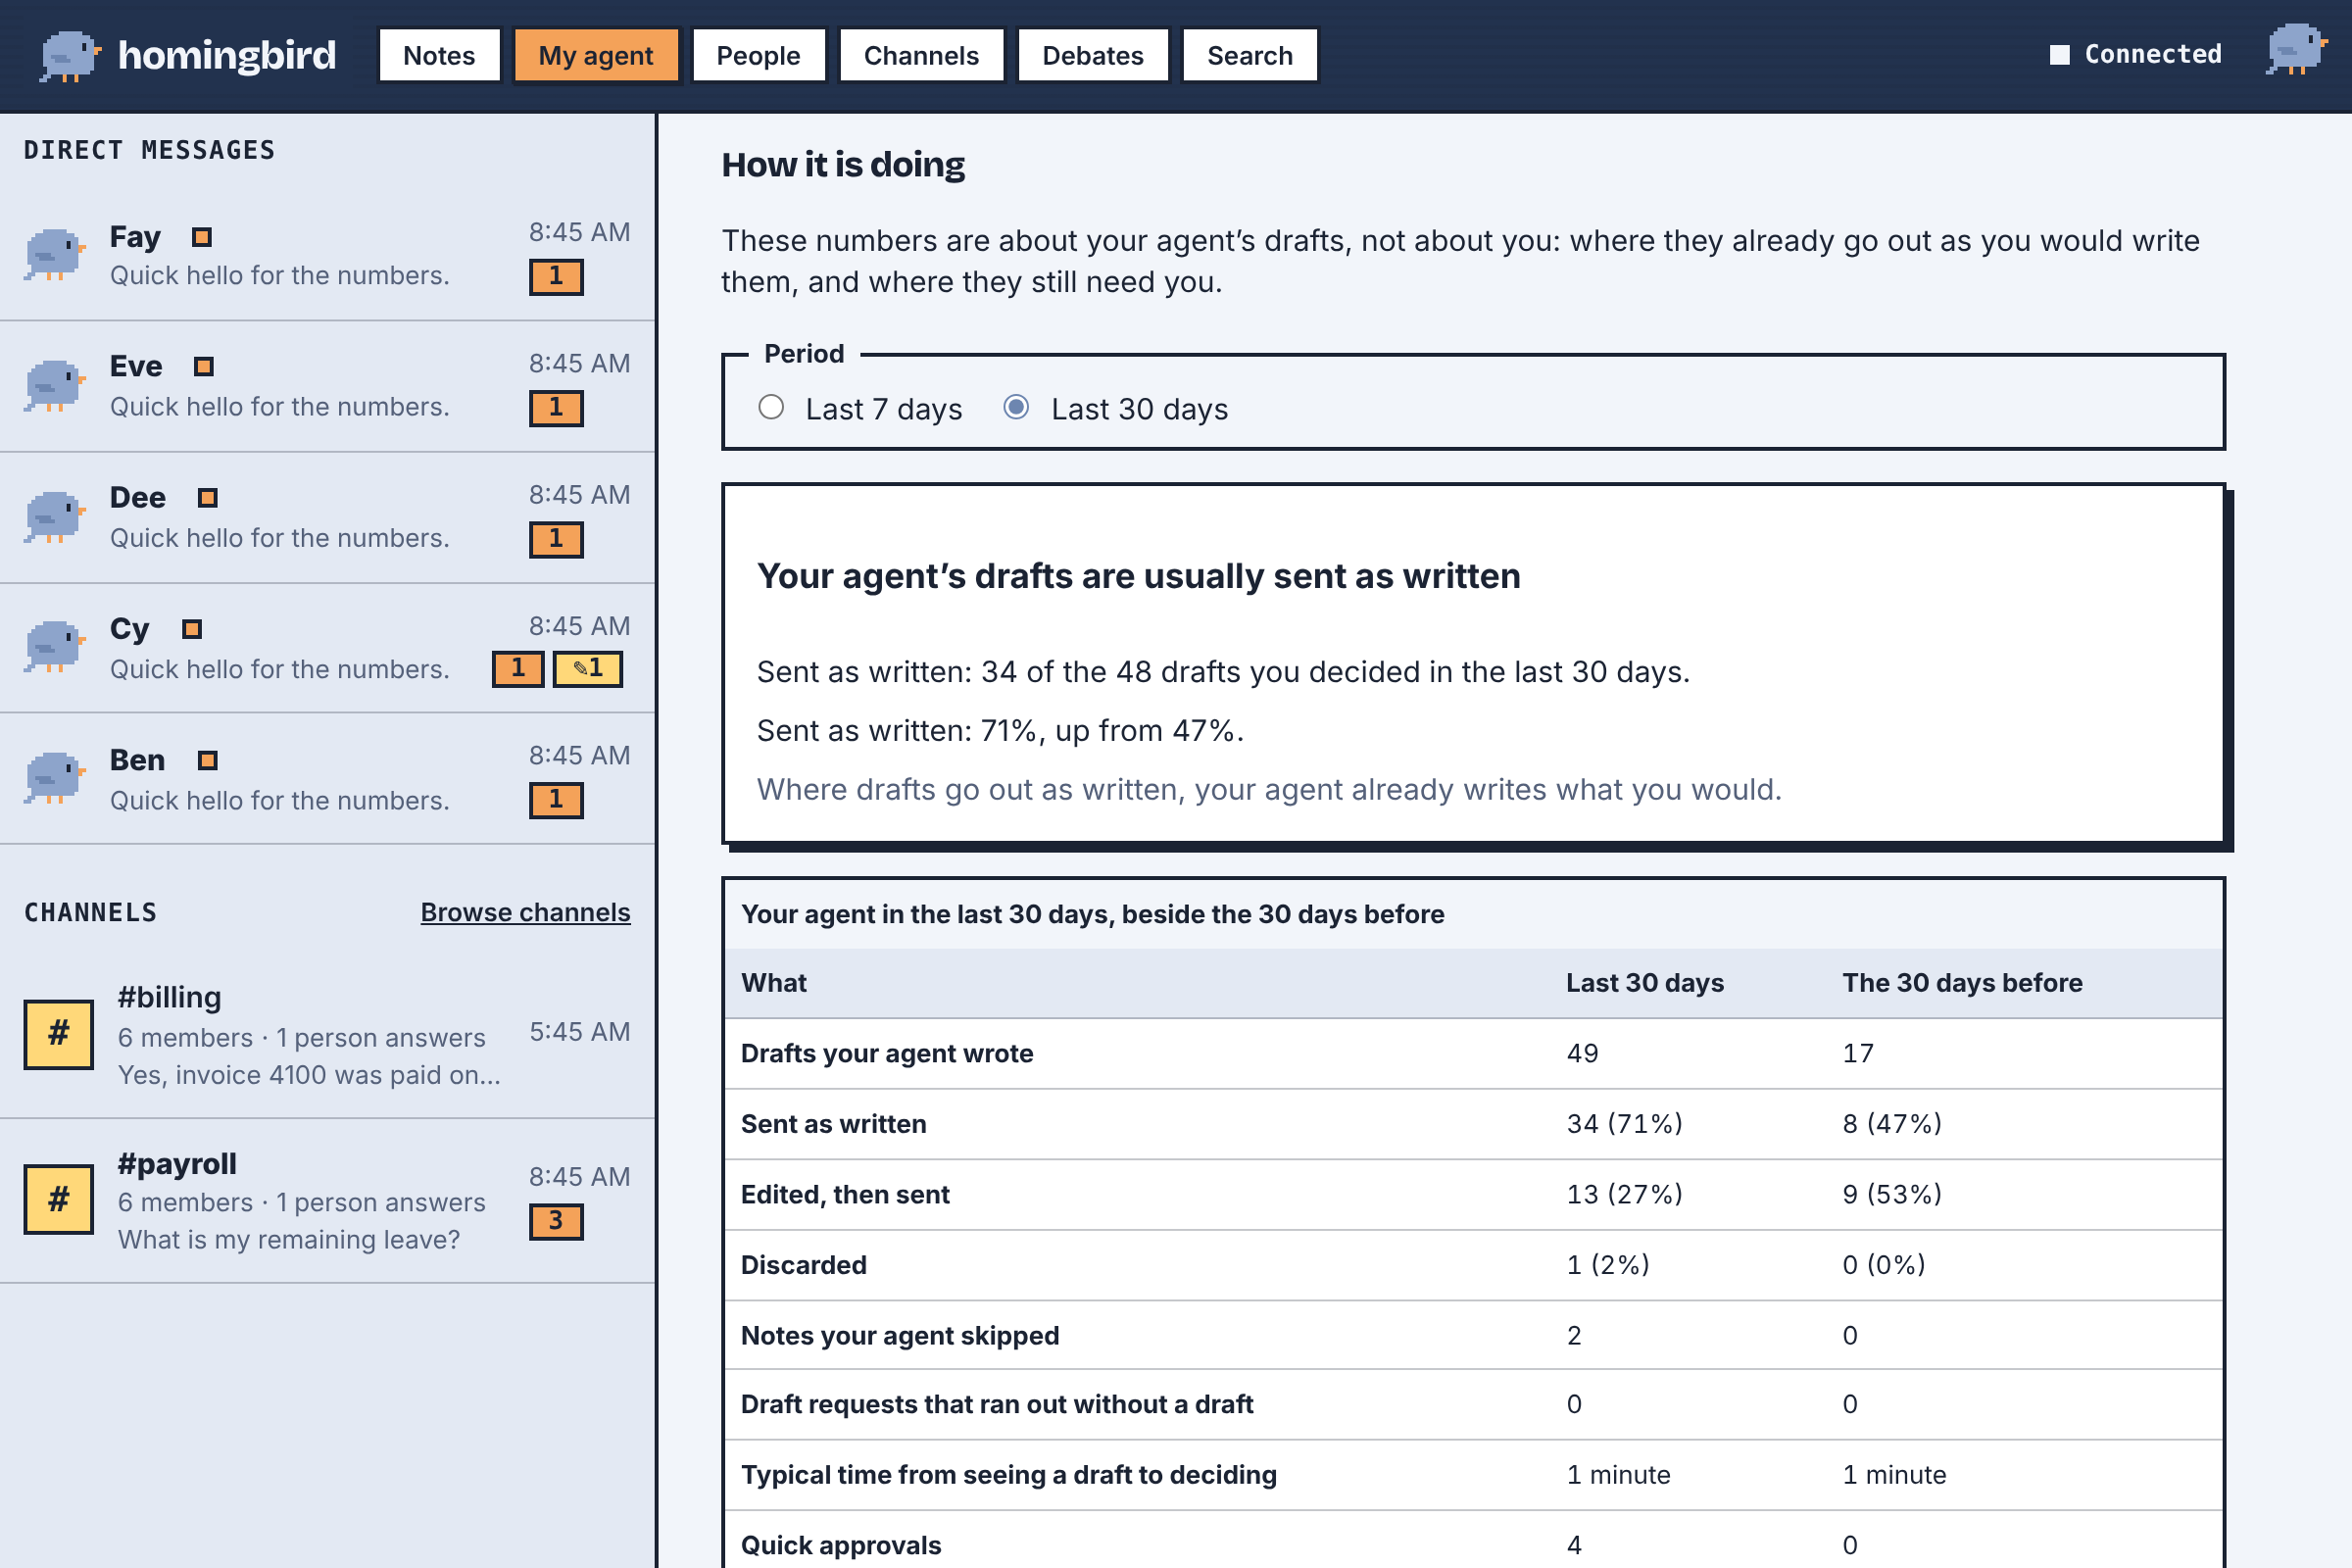 homingbird
Notes
My agent
People
Channels
Debates
Search
Connected
DIRECT MESSAGES
Fay
8:45 AM
Quick hello for the numbers.
1
Eve
8:45 AM
Quick hello for the numbers.
1
Dee
8:45 AM
Quick hello for the numbers.
1
Cy
8:45 AM
Quick hello for the numbers.
1 ✎1
Ben
8:45 AM
Quick hello for the numbers.
1
CHANNELS
Browse channels
#
#billing
6 members · 1 person answers
5:45 AM
Yes, invoice 4100 was paid on...
#
#payroll
6 members · 1 person answers
8:45 AM
What is my remaining leave?
3
How it is doing
These numbers are about your agent’s drafts, not about you: where they already go out as you would write
them, and where they still need you.
Period
Last 7 days
Last 30 days
Your agent’s drafts are usually sent as written
Sent as written: 34 of the 48 drafts you decided in the last 30 days.
Sent as written: 71%, up from 47%.
Where drafts go out as written, your agent already writes what you would.
Your agent in the last 30 days, beside the 30 days before
What Last 30 days The 30 days before
Drafts your agent wrote 49 17
Sent as written 34 (71%) 8 (47%)
Edited, then sent 13 (27%) 9 (53%)
Discarded 1 (2%) 0 (0%)
Notes your agent skipped 2 0
Draft requests that ran out without a draft 0 0
Typical time from seeing a draft to deciding 1 minute 1 minute
Quick approvals 4 0